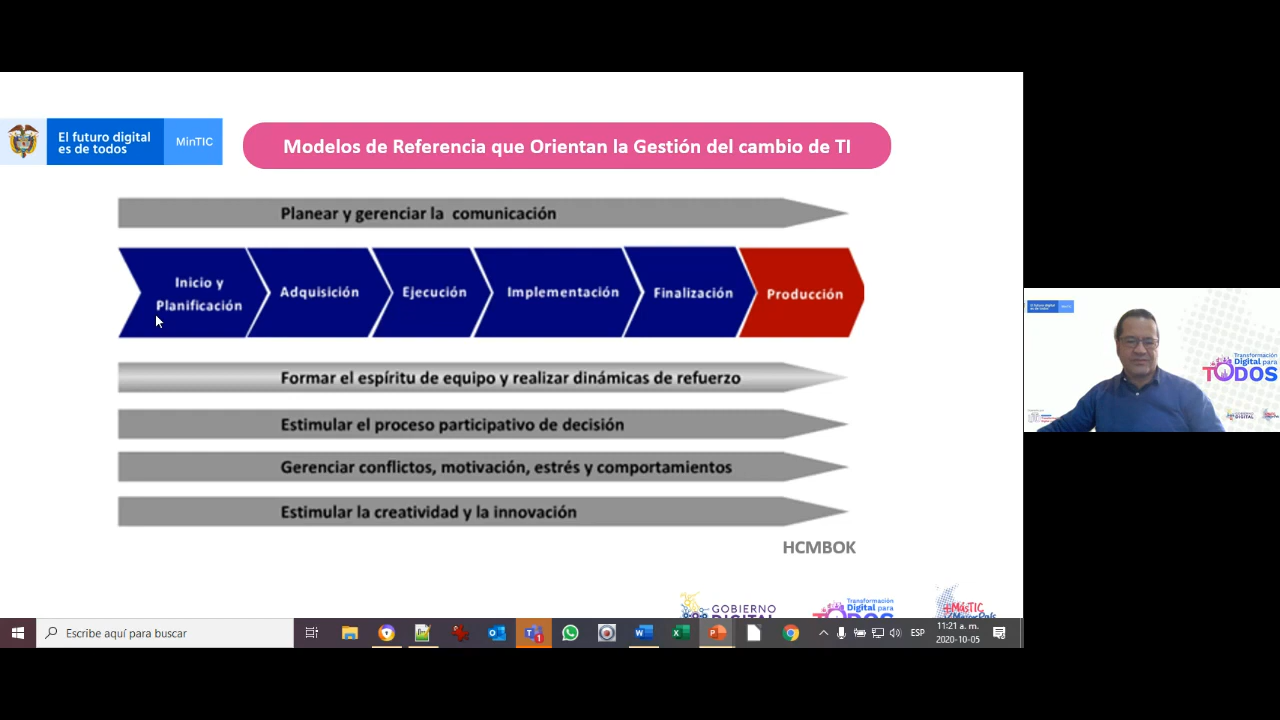 El futuro digital
es de todos
MinTIC
Modelos de Referencia que Orientan la Gestión del cambio de TI
Planear y gerenciar la comunicación
Inicio y
Planificación
Adquisición
Ejecución
Implementación
Finalización
Producción
Formar el espíritu de equipo y realizar dinámicas de refuerzo
Estimular el proceso participativo de decisión
Gerenciar conflictos, motivación, estrés y comportamientos
Estimular la creatividad y la innovación
HCMBOK
GOBIERNO
DIGITAL
Transformación
Digital para
TODOS
+MásTIC
Escribe aquí para buscar
ESP
11:21 a. m.
2020-10-05
Transformación
Digital para
TODOS